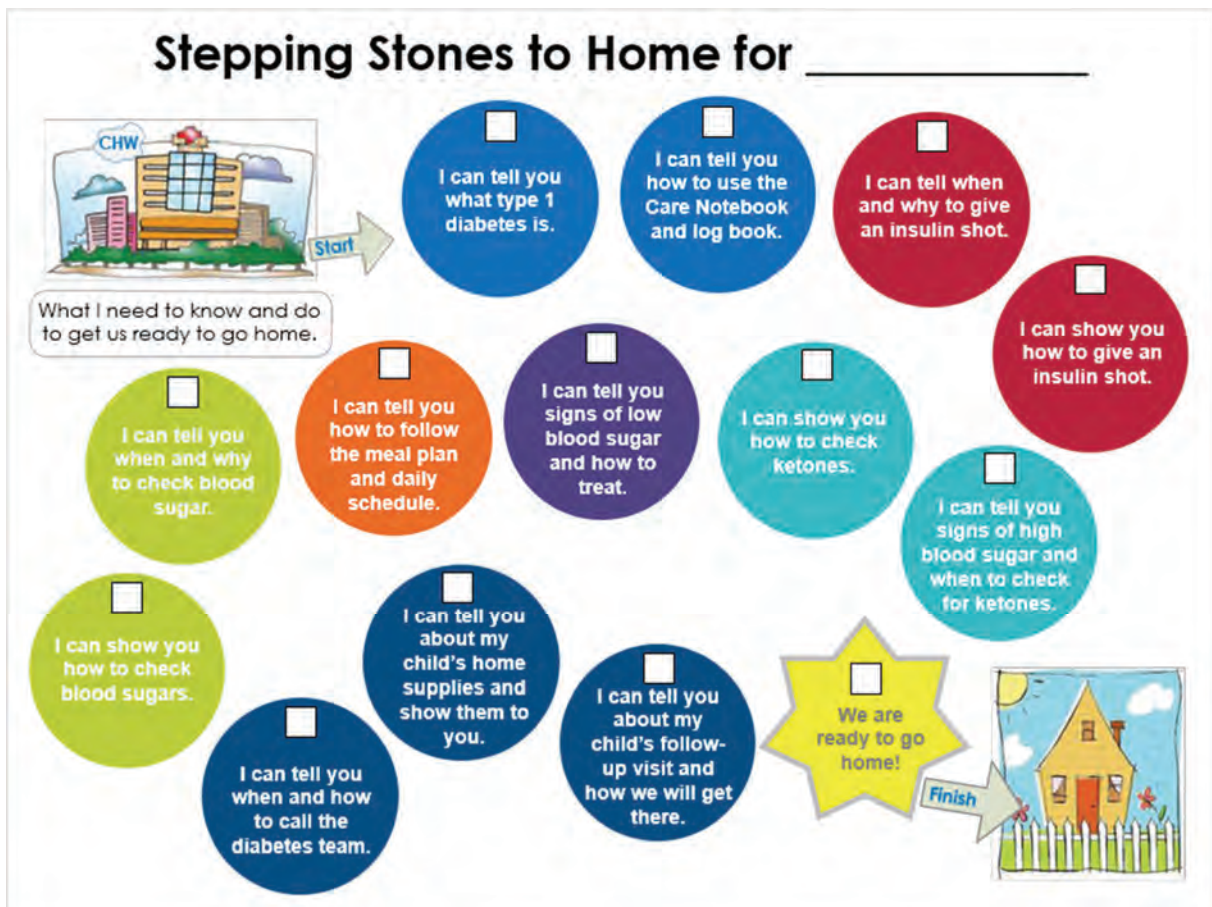 Stepping Stones to Home for ____________
CHW
Start
What I need to know and do
to get us ready to go home.
I can tell you
what type 1
diabetes is.
I can tell you
how to use the
Care Notebook
and log book.
I can tell when
and why to give
an insulin shot.
I can show you
how to give an
insulin shot.
I can tell you
signs of high
blood sugar and
when to check
for ketones.
I can show you
how to check
ketones.
I can tell you
signs of low
blood sugar
and how to
treat.
I can tell you
how to follow
the meal plan
and daily
schedule.
I can tell you
when and why
to check blood
sugar.
I can show you
how to check
blood sugars.
I can tell you
when and how
to call the
diabetes team.
I can tell you
about my
child's home
supplies and
show them to
you.
I can tell you
about my
child's follow-
up visit and
how we will get
there.
We are
ready to go
home!
Finish